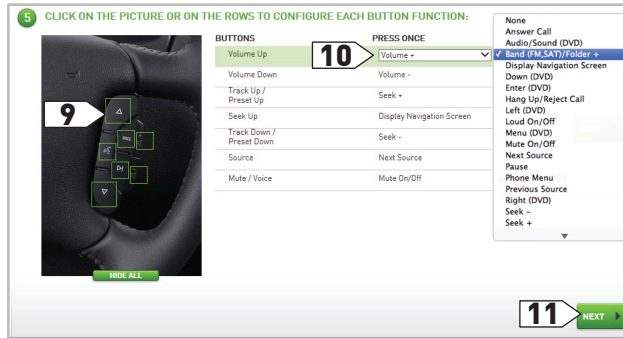 5 CLICK ON THE PICTURE OR ON THE ROWS TO CONFIGURE EACH BUTTON FUNCTION:
BUTTONS PRESS ONCE
Volume Up 10 Volume +
Volume Down Volume -
Track Up /
Preset Up Seek +
Seek Up Display Navigation Screen
Track Down /
Preset Down Seek -
Source Next Source
Mute / Voice Mute On/Off
9
HIDE ALL
None
Answer Call
Audio/Sound (DVD)
✓ Band (FM,SAT)/Folder +
Display Navigation Screen
Down (DVD)
Enter (DVD)
Hang Up/Reject Call
Left (DVD)
Loud On/Off
Menu (DVD)
Mute On/Off
Next Source
Pause
Phone Menu
Previous Source
Right (DVD)
Seek -
Seek +
11 NEXT